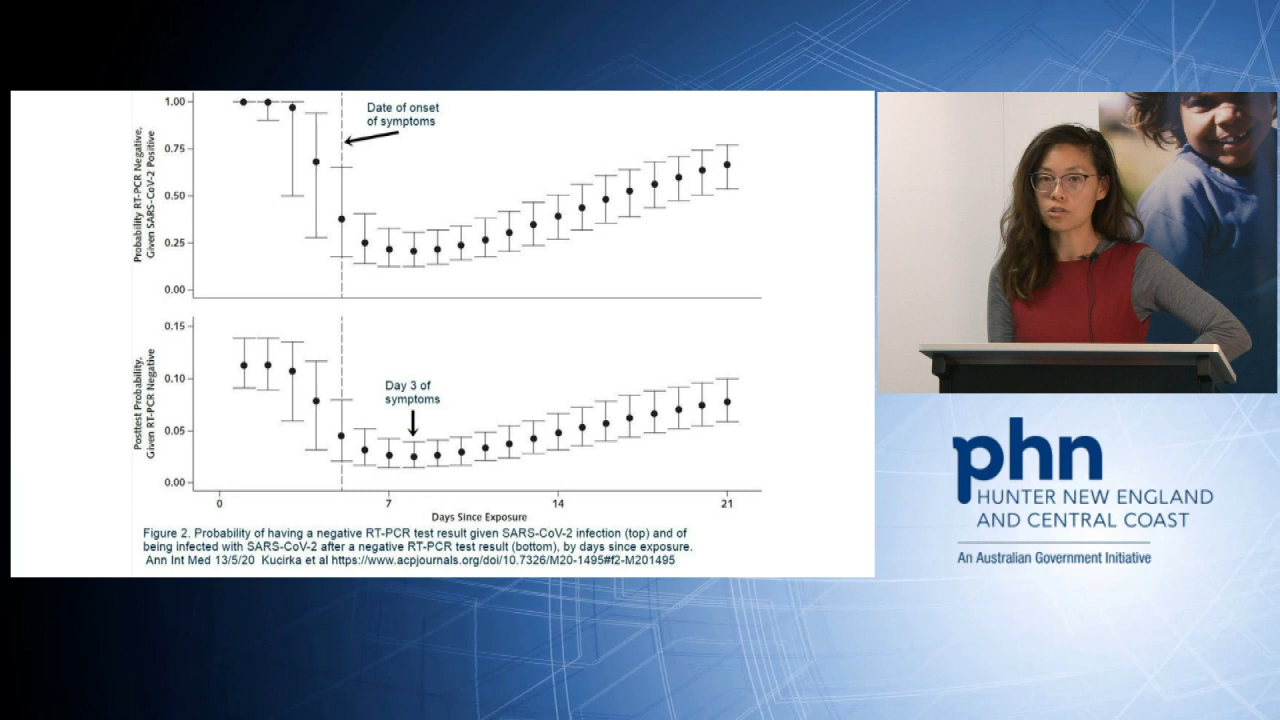 1.00
0.75
0.50
0.25
0.00
Probability RT-PCR Negative,
Given SARS-CoV-2 Positive
Date of onset
of symptoms
0.15
0.10
0.05
0.00
Posttest Probability,
Given RT-PCR Negative
Day 3 of
symptoms
0
7
14
21
Days Since Exposure
Figure 2. Probability of having a negative RT-PCR test result given SARS-CoV-2 infection (top) and of
being infected with SARS-CoV-2 after a negative RT-PCR test result (bottom), by days since exposure.
Ann Int Med 13/5/20 Kucirka et al https://www.acpjournals.org/doi/10.7326/M20-1495#f2-M201495
phn
HUNTER NEW ENGLAND
AND CENTRAL COAST
An Australian Government Initiative